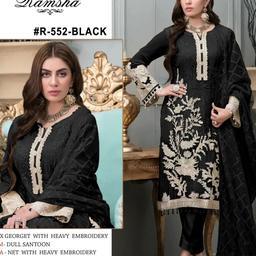 Ramsha
#R-552-BLACK
X GEORGET WITH HEAVY EMBROIDERY
M- DULL SANTOON
A - NET WITH HEAVY EMBROIDERY